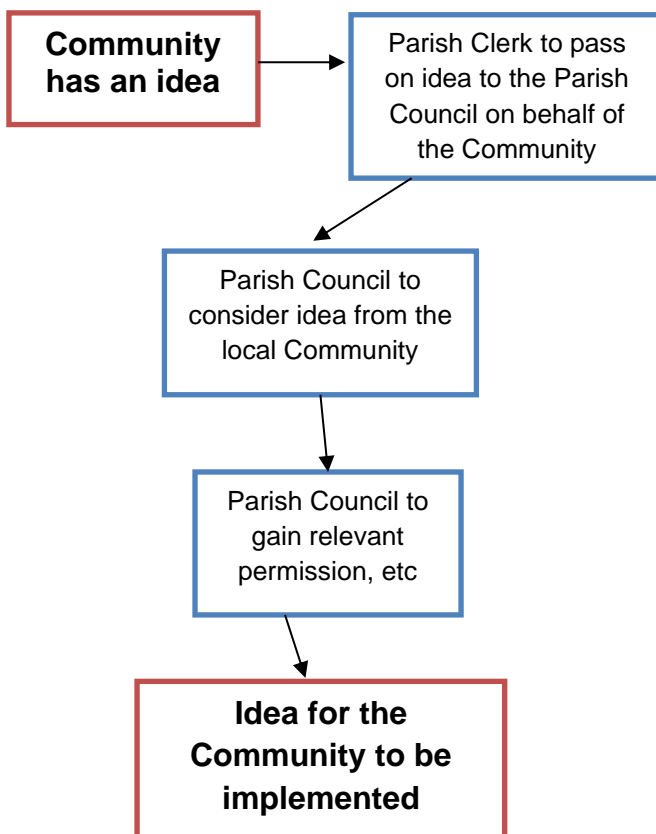 Community
has an idea
Parish Clerk to pass
on idea to the Parish
Council on behalf of
the Community
Parish Council to
consider idea from the
local Community
Parish Council to
gain relevant
permission, etc
Idea for the
Community to be
implemented